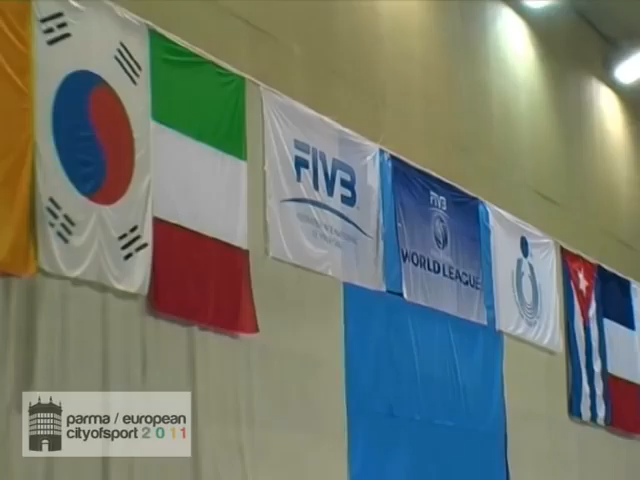 FIVB
FIVB
WORLD LEAGUE
parma / european
cityofsport 2011